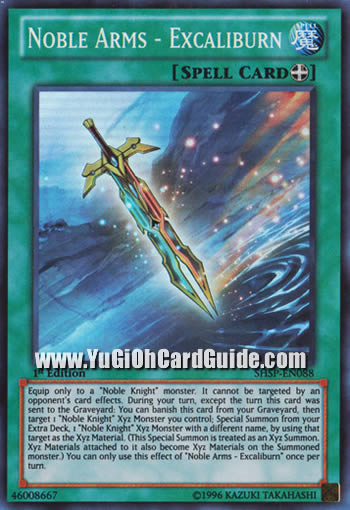 Noble Arms - Excaliburn 魔
[Spell Card]
www.YuGiOhCardGuide.com
1st Edition SHSP-EN088
Equip only to a "Noble Knight" monster. It cannot be targeted by an
opponent's card effects. During your turn, except the turn this card was
sent to the Graveyard: You can banish this card from your Graveyard, then
target 1 "Noble Knight" Xyz Monster you control; Special Summon from your
Extra Deck, 1 "Noble Knight" Xyz Monster with a different name, by using that
target as the Xyz Material. (This Special Summon is treated as an Xyz Summon.
Xyz Materials attached to it also become Xyz Materials on the Summoned
monster.) You can only use this effect of "Noble Arms - Excaliburn" once per
turn.
46008667 ©1996 KAZUKI TAKAHASHI